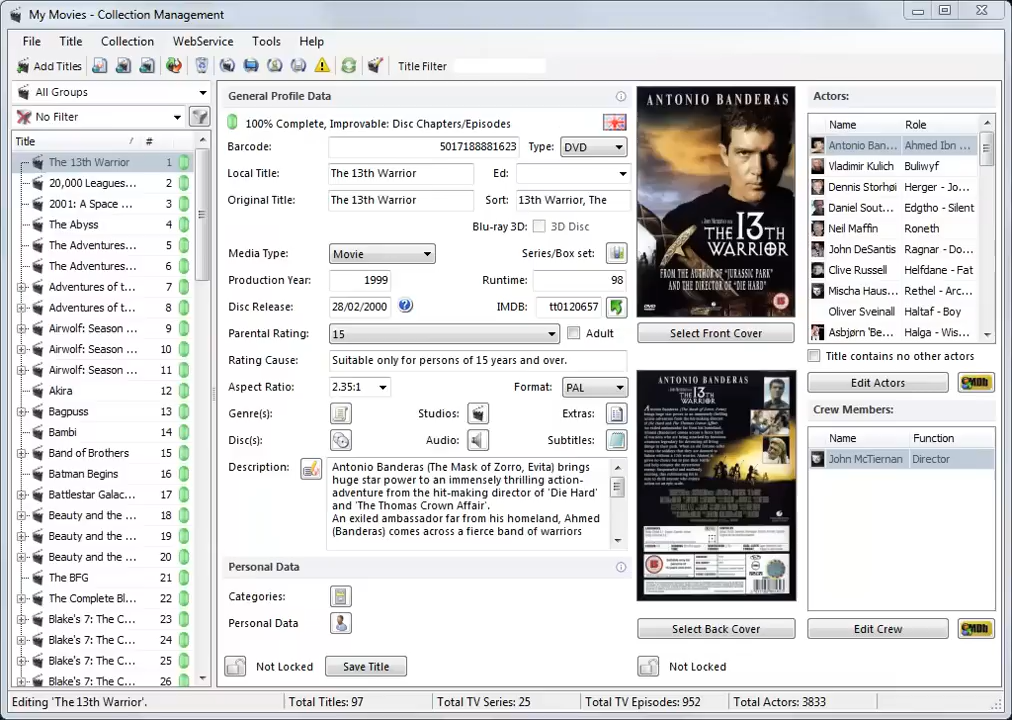 My Movies - Collection Management
File Title Collection WebService Tools Help
Add Titles Title Filter
All Groups
No Filter
Title / #
The 13th Warrior 1
20,000 Leagues... 2
2001: A Space ... 3
The Abyss 4
The Adventures... 5
The Adventures... 6
Adventures of t... 7
Adventures of t... 8
Airwolf: Season ... 9
Airwolf: Season ... 10
Airwolf: Season ... 11
Akira 12
Bagpuss 13
Bambi 14
Band of Brothers 15
Batman Begins 16
Battlestar Galac... 17
Beauty and the ... 18
Beauty and the ... 19
Beauty and the ... 20
The BFG 21
The Complete Bl... 22
Blake's 7: The C... 23
Blake's 7: The C... 24
Blake's 7: The C... 25
Blake's 7: The C... 26
General Profile Data
100% Complete, Improvable: Disc Chapters/Episodes
Barcode: 5017188881623 Type: DVD
Local Title: The 13th Warrior Ed:
Original Title: The 13th Warrior Sort: 13th Warrior, The
Blu-ray 3D: 3D Disc
Media Type: Movie Series/Box set:
Production Year: 1999 Runtime: 98
Disc Release: 28/02/2000 IMDB: tt0120657
Parental Rating: 15 Adult
Rating Cause: Suitable only for persons of 15 years and over.
Aspect Ratio: 2.35:1 Format: PAL
Genre(s): Studios: Extras:
Disc(s): Audio: Subtitles:
Description: Antonio Banderas (The Mask of Zorro, Evita) brings
huge star power to an immensely thrilling action-
adventure from the hit-making director of 'Die Hard'
and 'The Thomas Crown Affair'.
An exiled ambassador far from his homeland, Ahmed
(Banderas) comes across a fierce band of warriors
Personal Data
Categories:
Personal Data
Not Locked Save Title
ANTONIO BANDERAS
THE 13TH WARRIOR
FROM THE AUTHOR OF "JURASSIC PARK"
AND THE DIRECTOR OF "DIE HARD"
15
Select Front Cover
ANTONIO BANDERAS
THE 13TH WARRIOR
15
Select Back Cover
Not Locked
Actors:
Name Role
Antonio Ban... Ahmed Ibn ...
Vladimir Kulich Buliwyf
Dennis Storhøi Herger - Jo...
Daniel Sout... Edgtho - Silent
Neil Maffin Roneth
John DeSantis Ragnar - Do...
Clive Russell Helfdane - Fat
Mischa Haus... Rethel - Arc...
Oliver Sveinall Haltaf - Boy
Asbjørn 'Be... Halga - Wis...
Title contains no other actors
Edit Actors IMDb
Crew Members:
Name Function
John McTiernan Director
Edit Crew IMDb
Editing 'The 13th Warrior'. Total Titles: 97 Total TV Series: 25 Total TV Episodes: 952 Total Actors: 3833